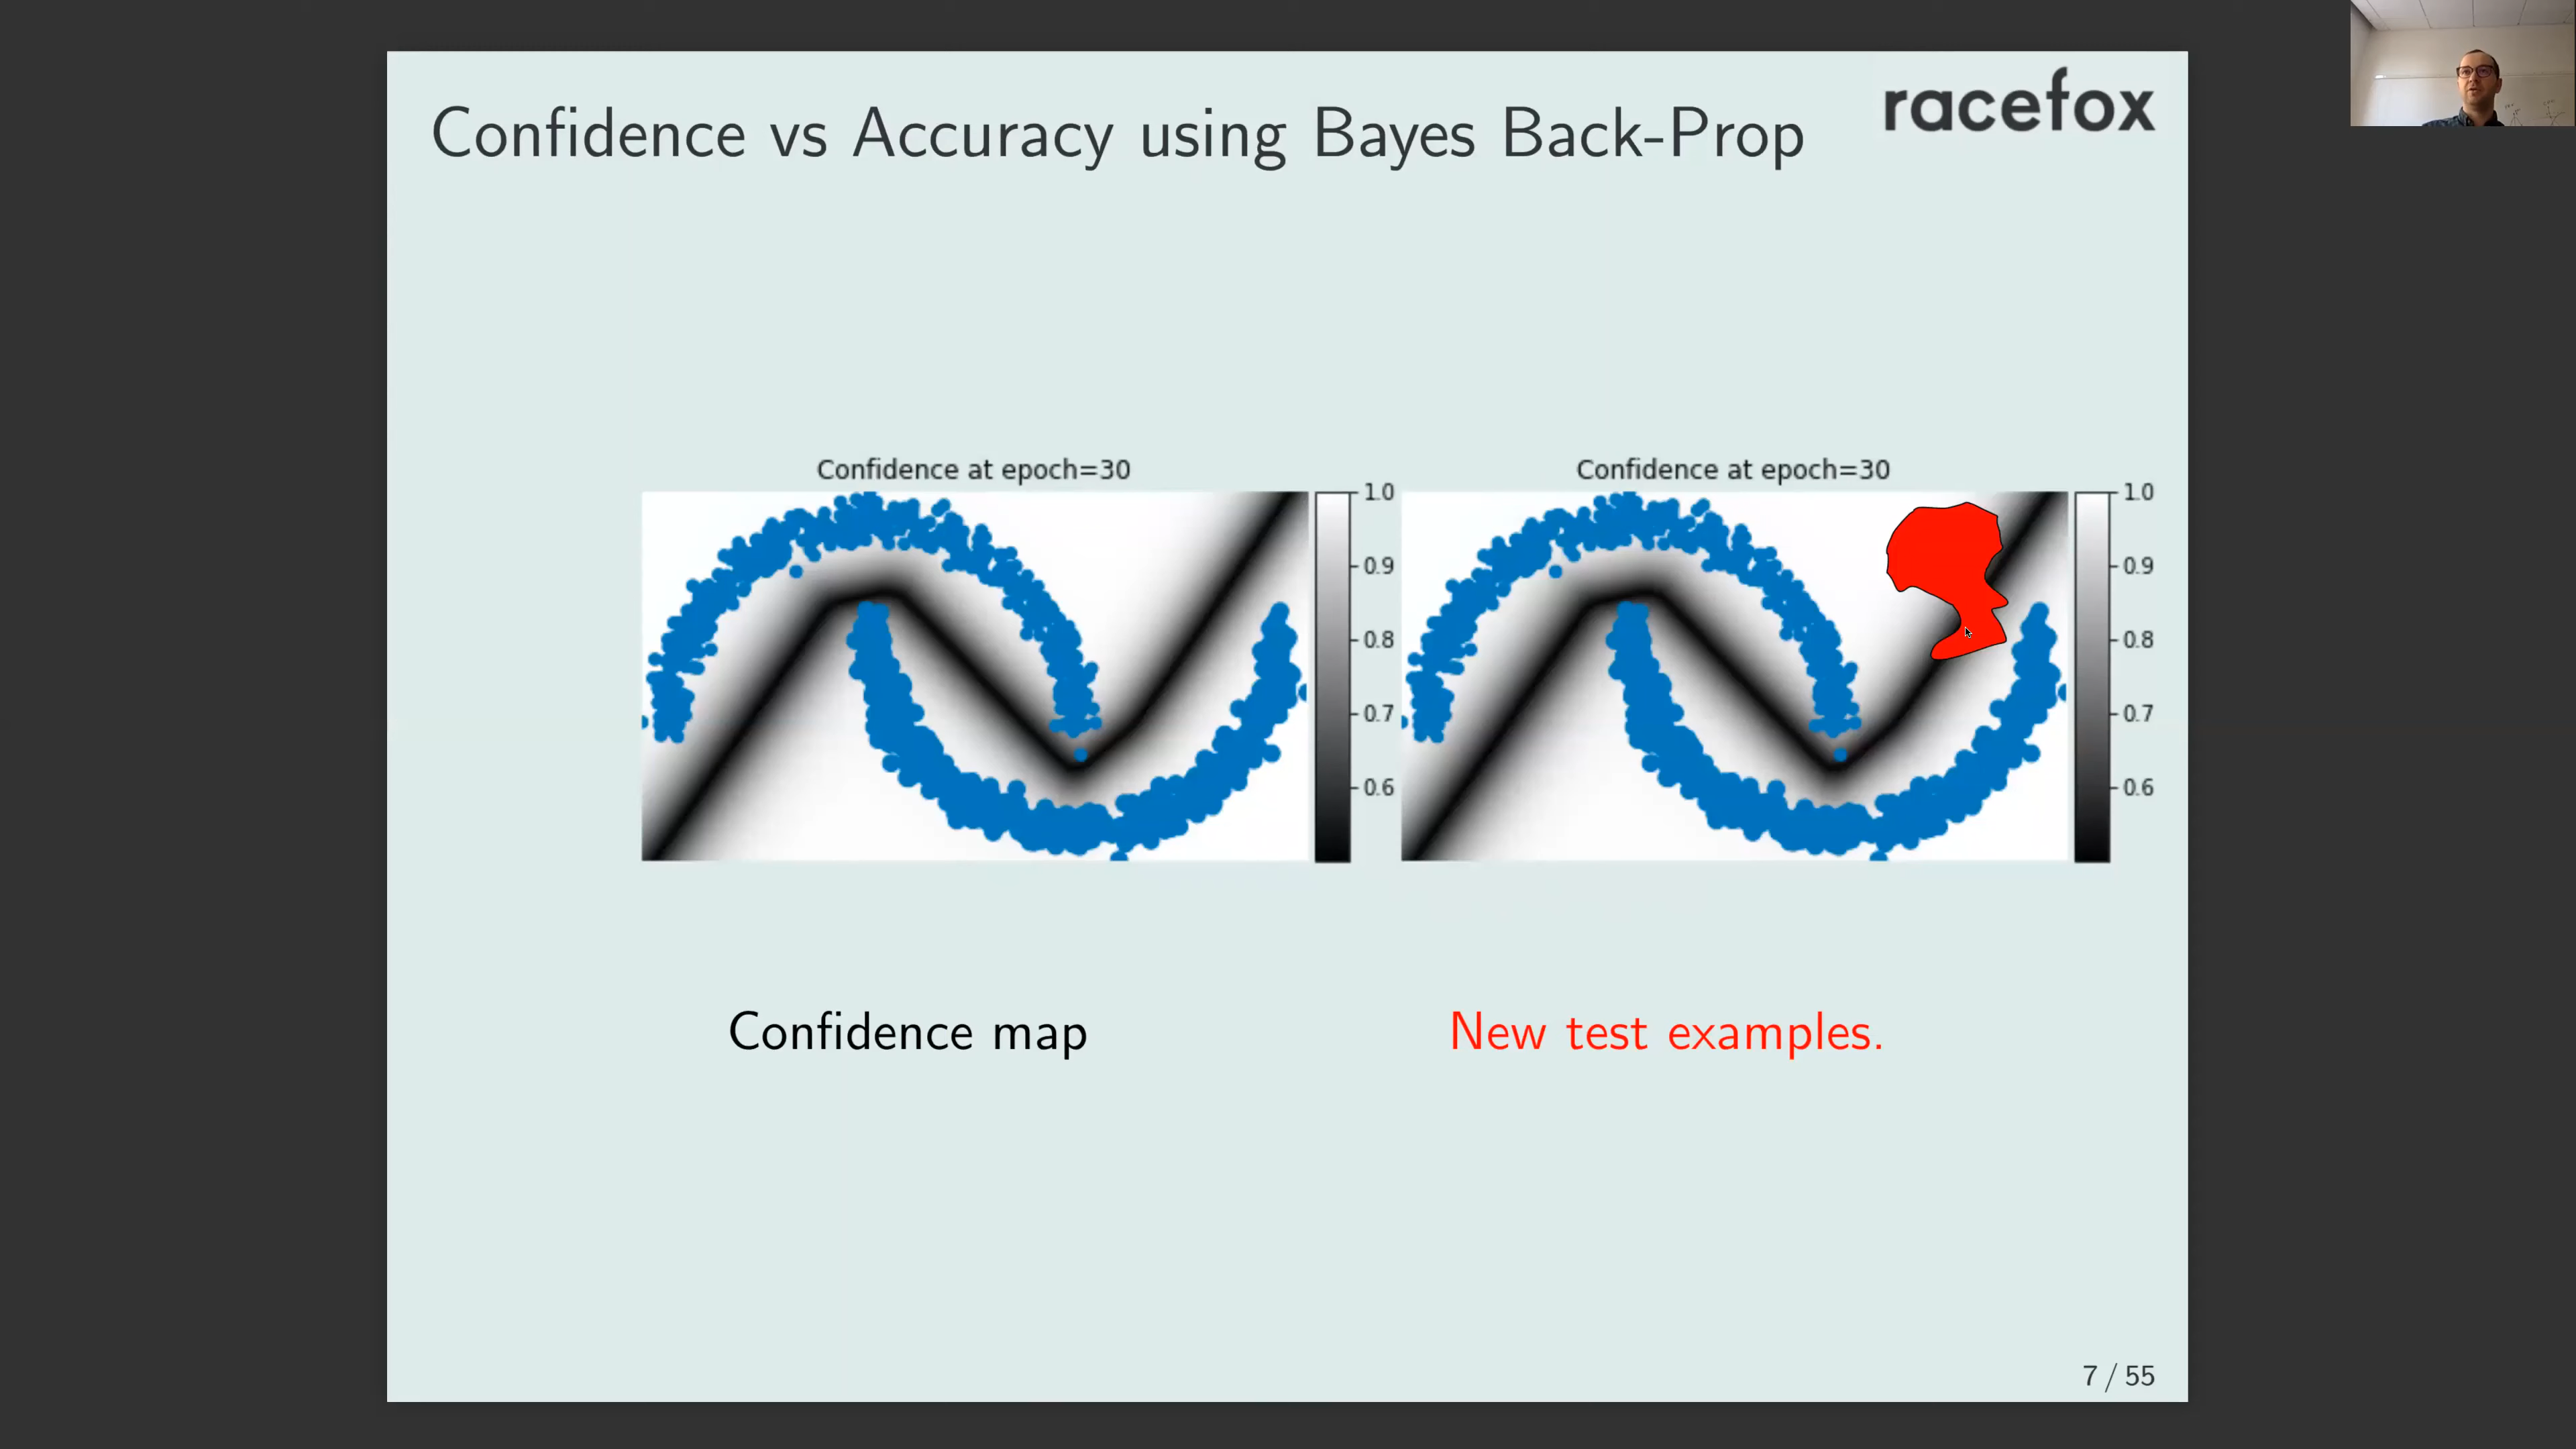 Confidence vs Accuracy using Bayes Back-Prop
racefox
Confidence at epoch=30
1.0
0.9
0.8
0.7
0.6
Confidence at epoch=30
1.0
0.9
0.8
0.7
0.6
Confidence map
New test examples.
7 / 55